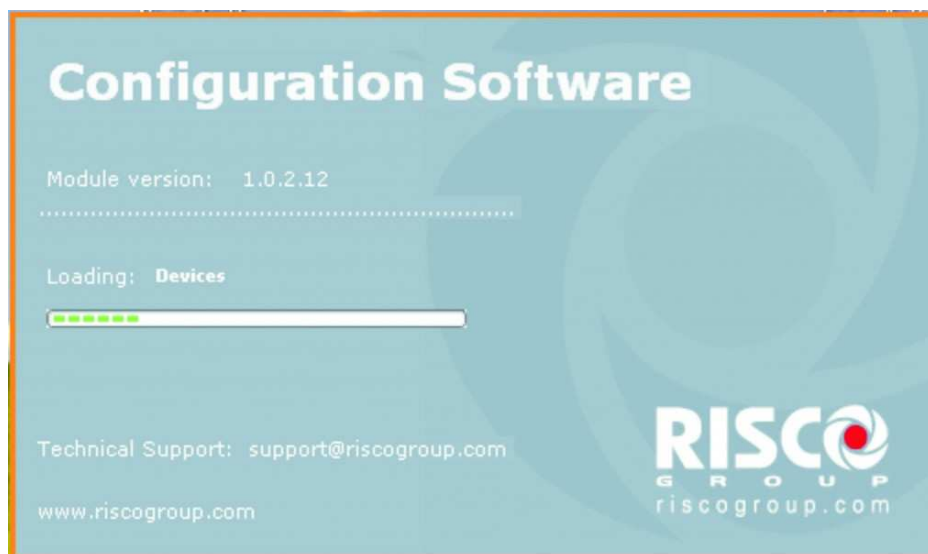 Configuration Software
Module version: 1.0.2.12
Loading: Devices
Technical Support: support@riscogroup.com
www.riscogroup.com
RISCO
GROUP
riscogroup.com